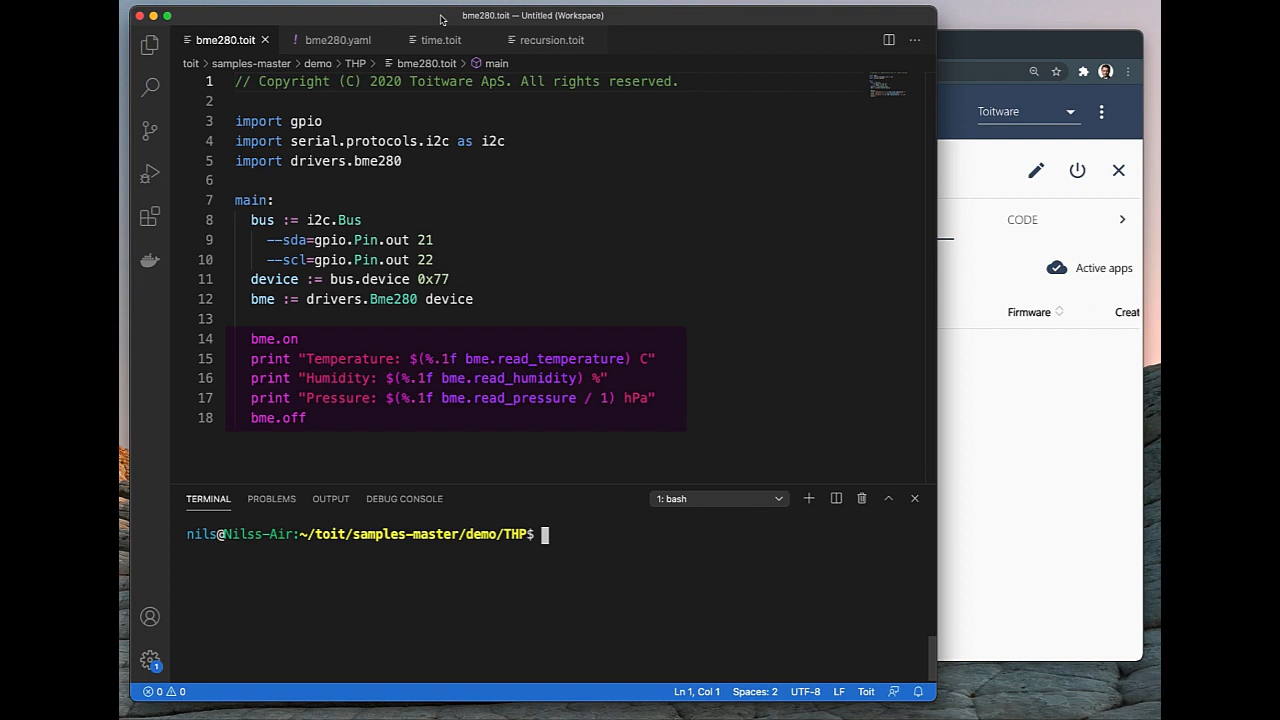 bme280.toit — Untitled (Workspace)
bme280.toit
bme280.yaml
time.toit
recursion.toit
toit > samples-master > demo > THP > bme280.toit > main
1 // Copyright (C) 2020 Toitware ApS. All rights reserved.
2
3 import gpio
4 import serial.protocols.i2c as i2c
5 import drivers.bme280
6
7 main:
8 bus := i2c.Bus
9 --sda=gpio.Pin.out 21
10 --scl=gpio.Pin.out 22
11 device := bus.device 0x77
12 bme := drivers.Bme280 device
13
14 bme.on
15 print "Temperature: $(%.1f bme.read_temperature) C"
16 print "Humidity: $(%.1f bme.read_humidity) %"
17 print "Pressure: $(%.1f bme.read_pressure / 1) hPa"
18 bme.off
TERMINAL PROBLEMS OUTPUT DEBUG CONSOLE 1: bash
nils@Nilss-Air:~/toit/samples-master/demo/THP$
1
0 0 Ln 1, Col 1 Spaces: 2 UTF-8 LF Toit
Toitware
CODE
Active apps
Firmware Creat